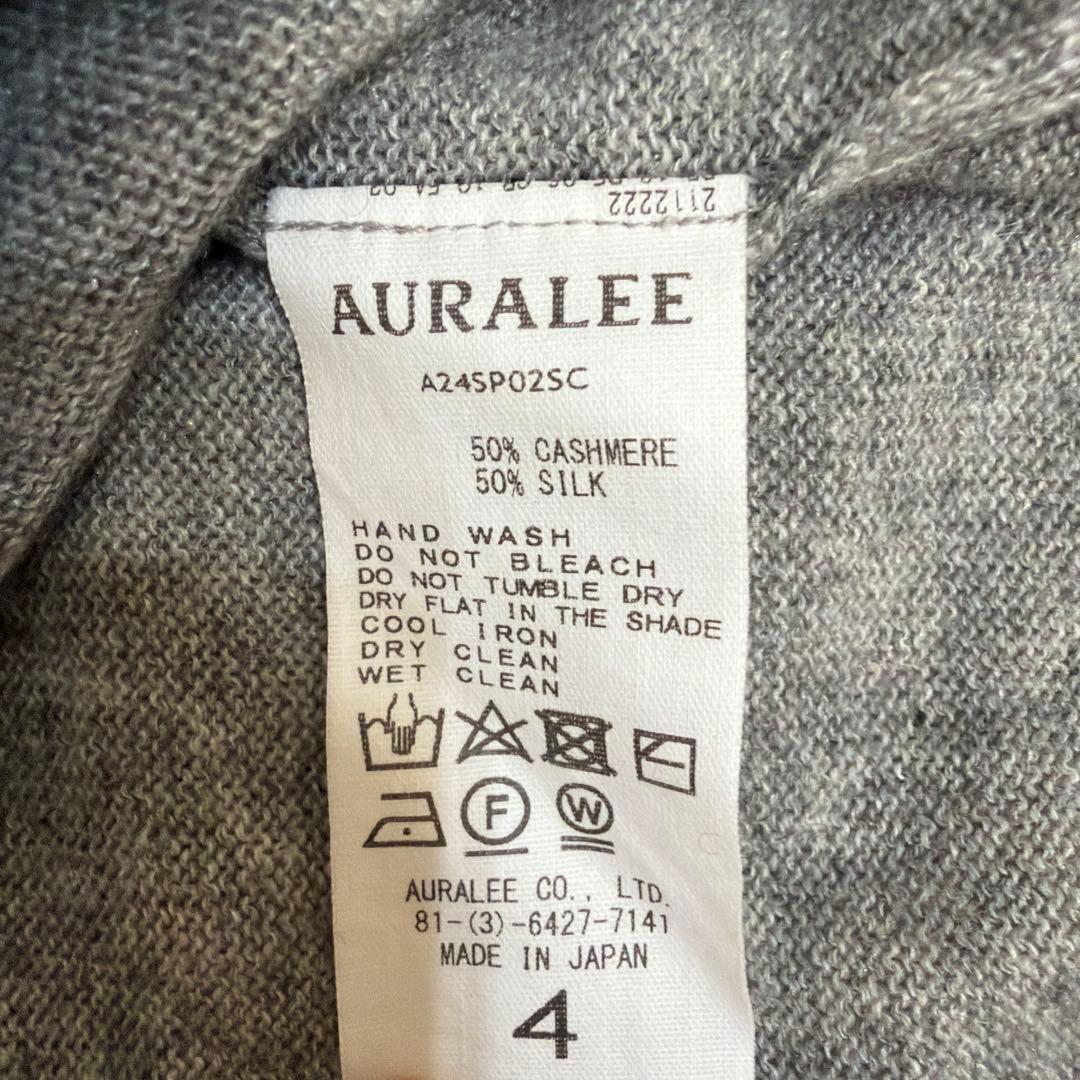 2112222
AURALEE
A24SP02SC
50% CASHMERE
50% SILK
HAND WASH
DO NOT BLEACH
DO NOT TUMBLE DRY
DRY FLAT IN THE SHADE
COOL IRON
DRY CLEAN
WET CLEAN
F W
AURALEE CO., LTD.
81-(3)-6427-7141
MADE IN JAPAN
4